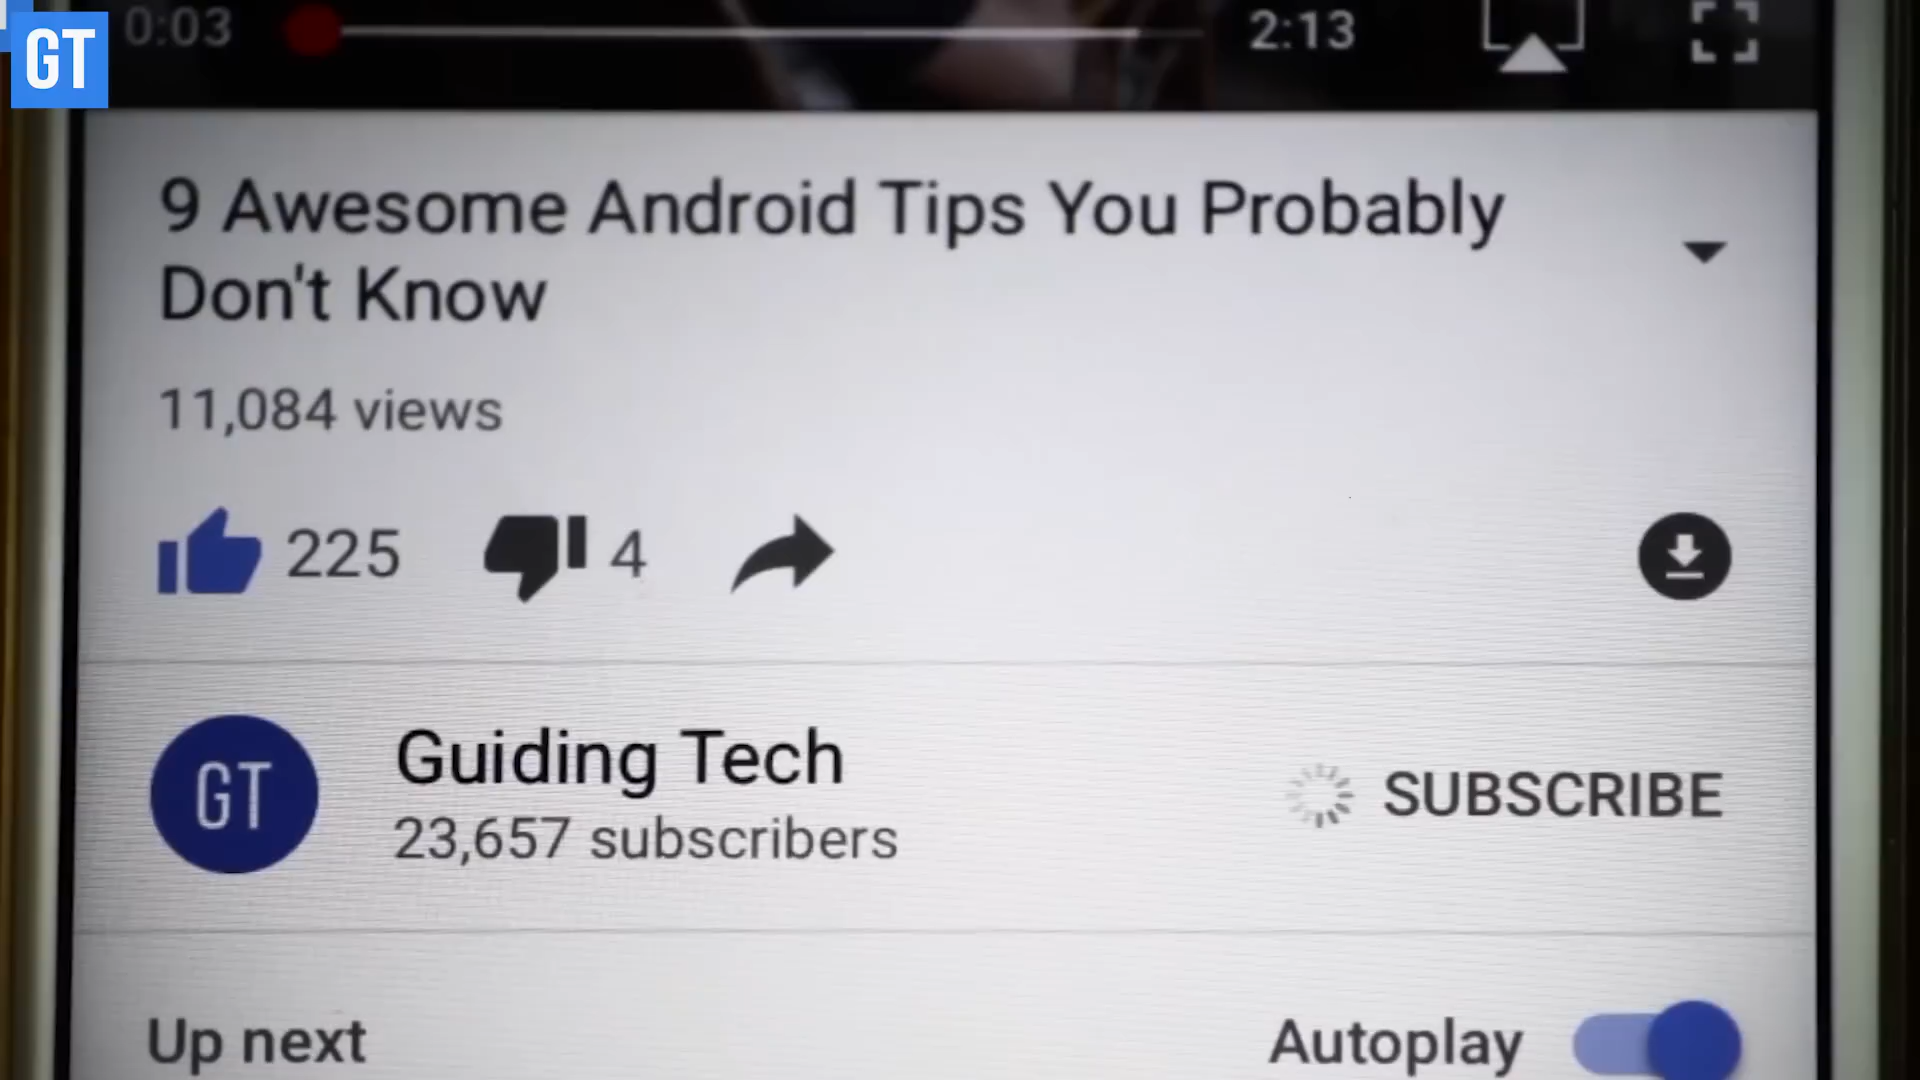 GT
0:03
2:13
9 Awesome Android Tips You Probably
Don't Know
11,084 views
225
4
GT
Guiding Tech
23,657 subscribers
SUBSCRIBE
Up next
Autoplay